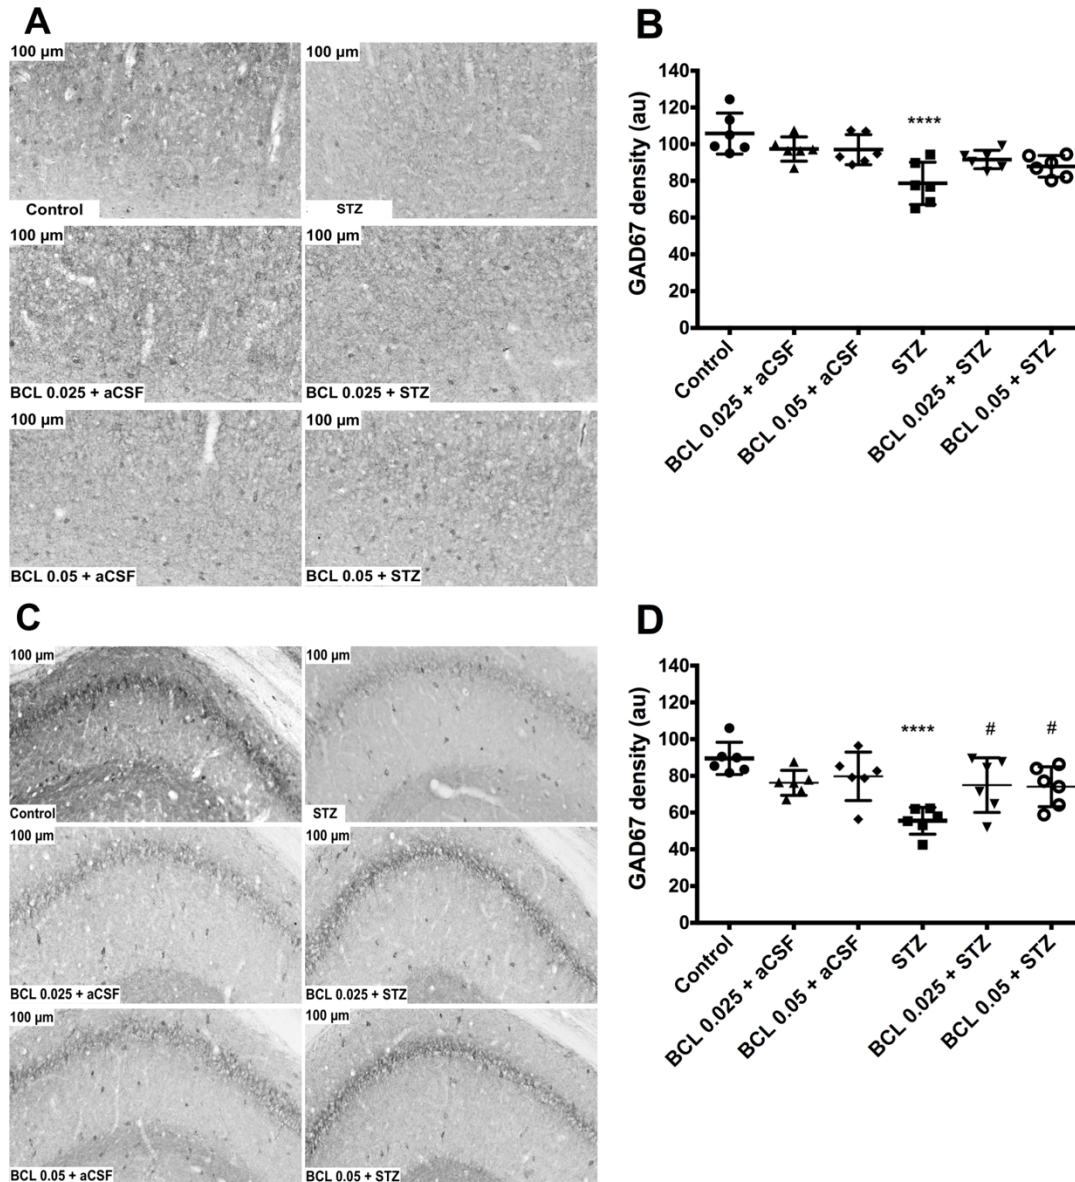 A
100 µm
100 µm
Control
STZ
100 µm
100 µm
BCL 0.025 + aCSF
BCL 0.025 + STZ
100 µm
100 µm
BCL 0.05 + aCSF
BCL 0.05 + STZ
B
GAD67 density (au)
140
120
100
80
60
40
20
0
****
Control
BCL 0.025 + aCSF
BCL 0.05 + aCSF
STZ
BCL 0.025 + STZ
BCL 0.05 + STZ
C
100 µm
100 µm
Control
STZ
100 µm
100 µm
BCL 0.025 + aCSF
BCL 0.025 + STZ
100 µm
100 µm
BCL 0.05 + aCSF
BCL 0.05 + STZ
D
GAD67 density (au)
140
120
100
80
60
40
20
0
****
#
#
Control
BCL 0.025 + aCSF
BCL 0.05 + aCSF
STZ
BCL 0.025 + STZ
BCL 0.05 + STZ